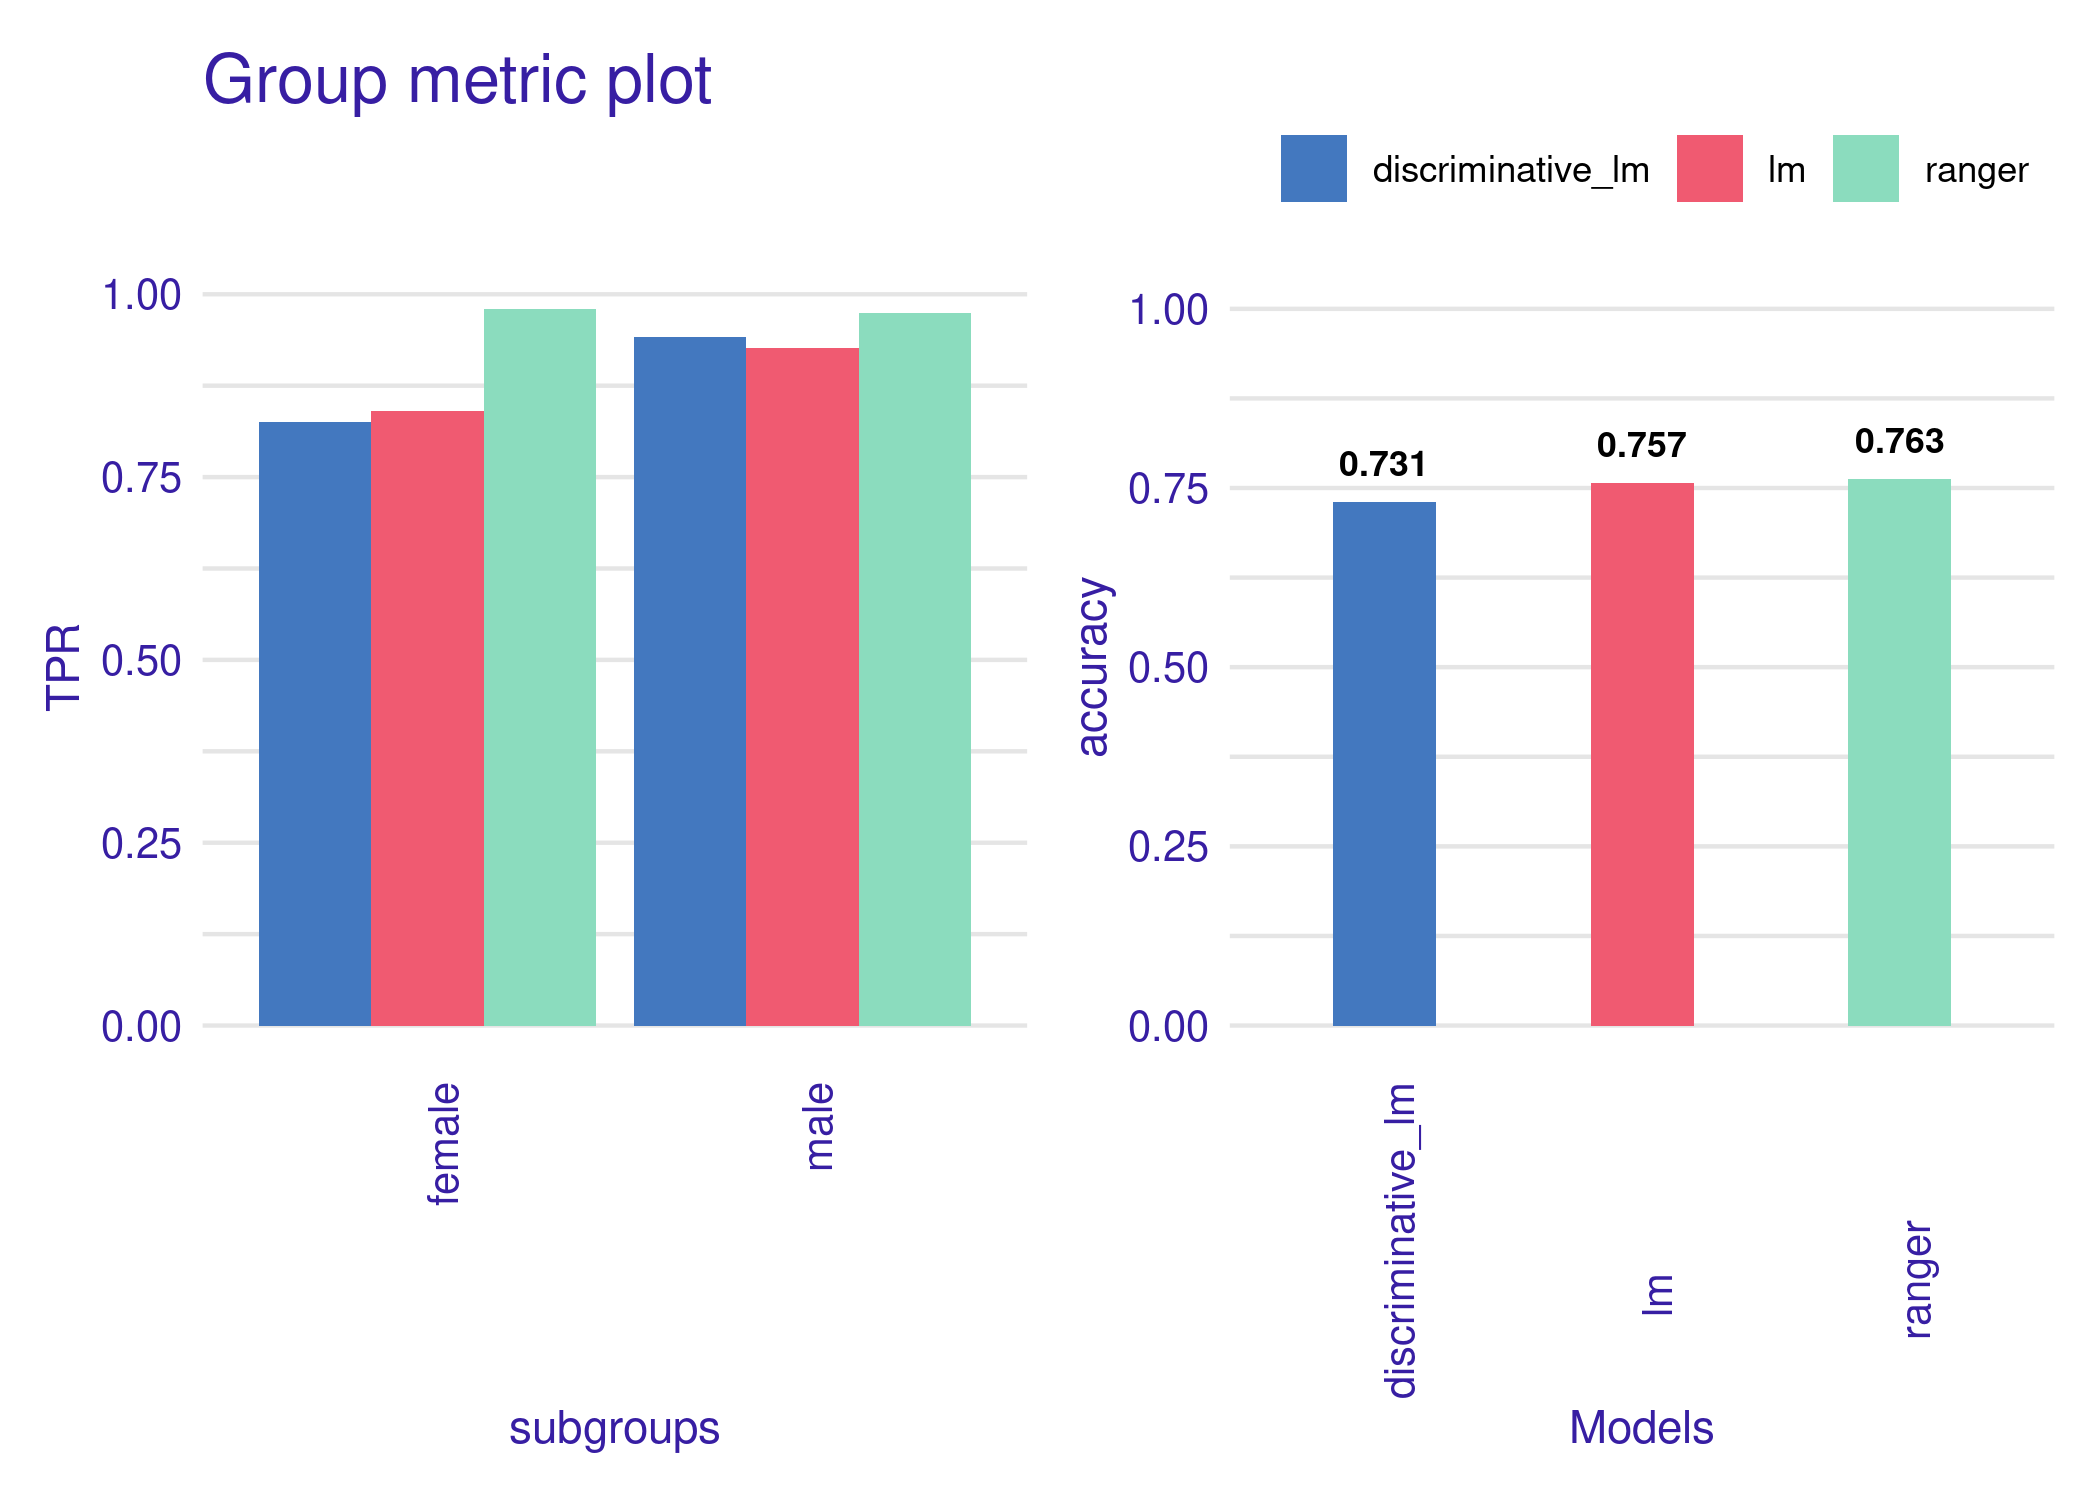 Group metric plot
discriminative_lm
lm
ranger
TPR
1.00
0.75
0.50
0.25
0.00
female
male
subgroups
accuracy
1.00
0.75
0.50
0.25
0.00
0.731
0.757
0.763
discriminative_lm
lm
ranger
Models